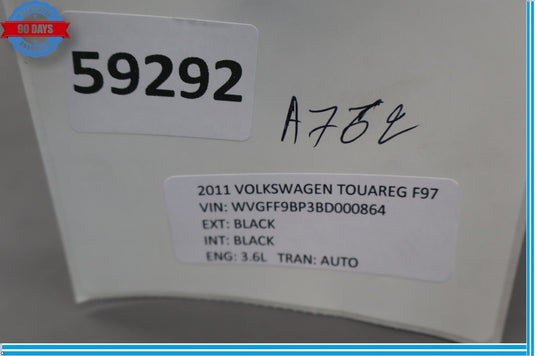 90 DAYS
59292
A762
2011 VOLKSWAGEN TOUAREG F97
VIN: WVGFF9BP3BD000864
EXT: BLACK
INT: BLACK
ENG: 3.6L TRAN: AUTO